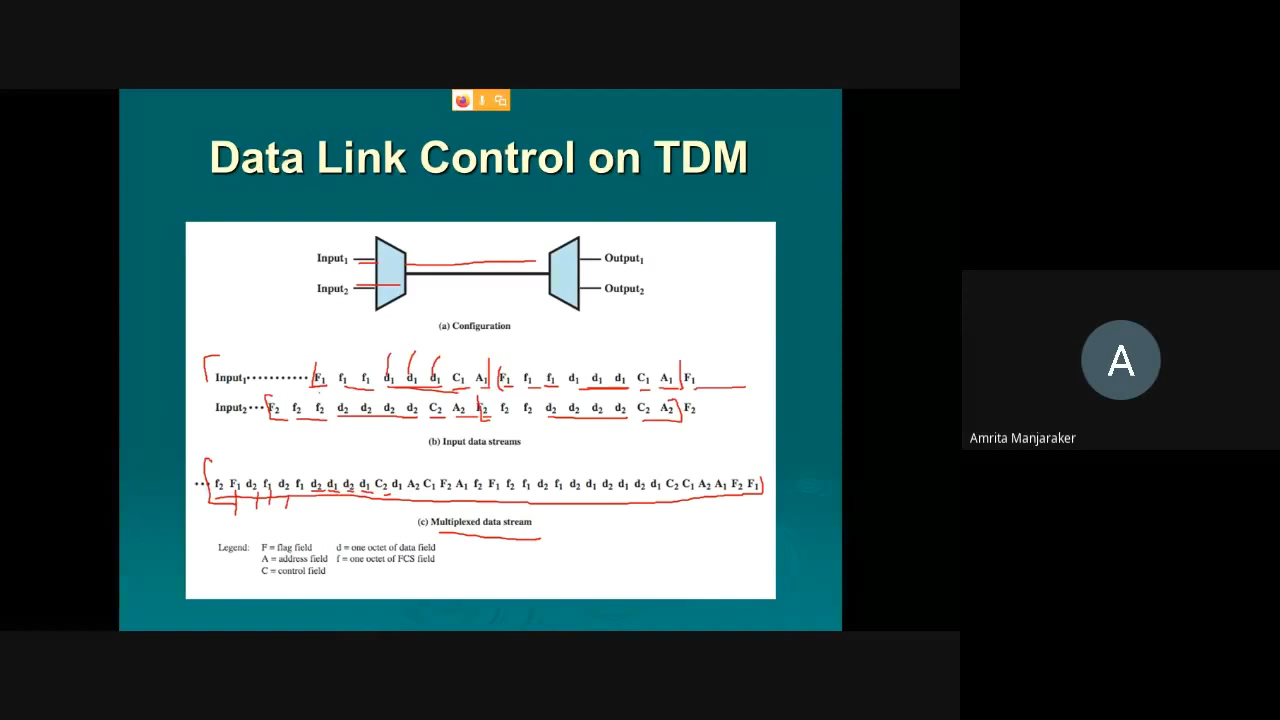 Data Link Control on TDM
Input1 Output1
Input2 Output2
(a) Configuration
Input1 ··········· F1 f1 f1 d1 d1 d1 C1 A1 F1 f1 f1 d1 d1 d1 C1 A1 F1
Input2 ··· F2 f2 f2 d2 d2 d2 d2 C2 A2 F2 f2 f2 d2 d2 d2 d2 C2 A2 F2
(b) Input data streams
··· f2 F1 d2 f1 d2 f1 d2 d1 d2 d1 C2 d1 A2 C1 F2 A1 f2 F1 f2 f1 d2 f1 d2 d1 d2 d1 d2 d1 C2 C1 A2 A1 F2 F1
(c) Multiplexed data stream
Legend: F = flag field d = one octet of data field
A = address field f = one octet of FCS field
C = control field
A
Amrita Manjaraker